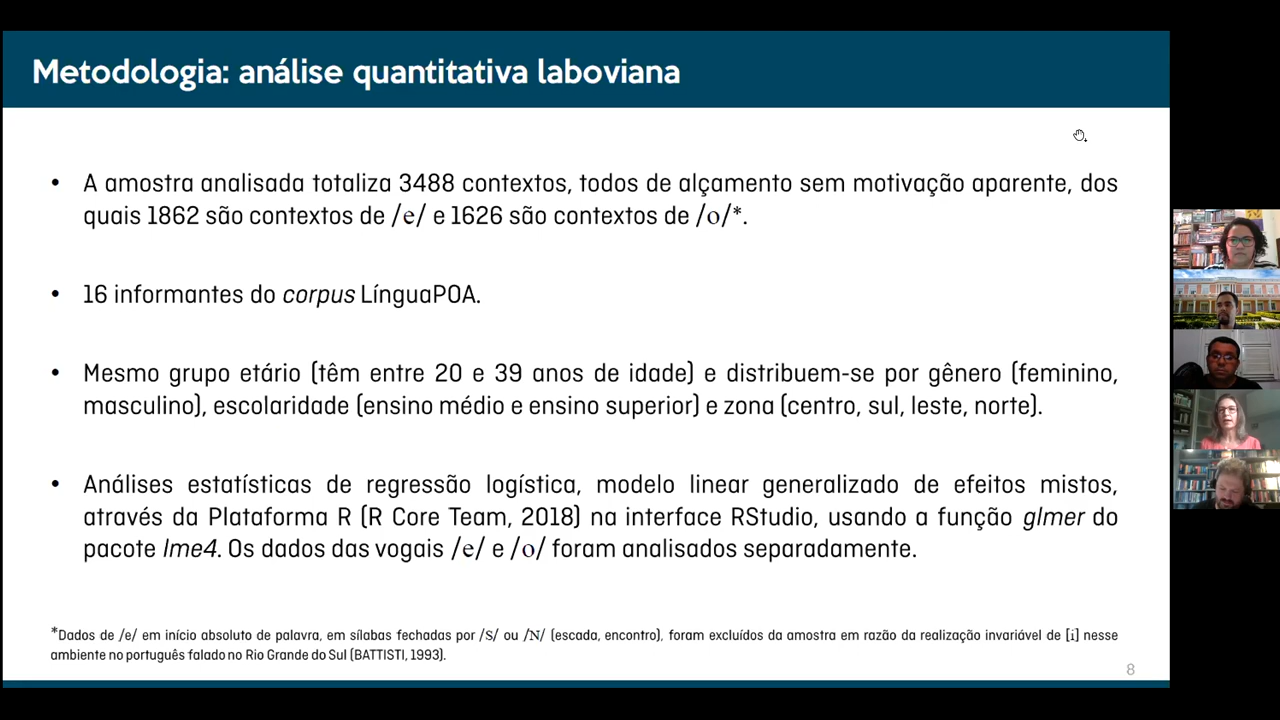 Metodologia: análise quantitativa laboviana
• A amostra analisada totaliza 3488 contextos, todos de alçamento sem motivação aparente, dos
quais 1862 são contextos de /e/ e 1626 são contextos de /o/*.
• 16 informantes do corpus LínguaPOA.
• Mesmo grupo etário (têm entre 20 e 39 anos de idade) e distribuem-se por gênero (feminino,
masculino), escolaridade (ensino médio e ensino superior) e zona (centro, sul, leste, norte).
• Análises estatísticas de regressão logística, modelo linear generalizado de efeitos mistos,
através da Plataforma R (R Core Team, 2018) na interface RStudio, usando a função glmer do
pacote lme4. Os dados das vogais /e/ e /o/ foram analisados separadamente.
*Dados de /e/ em início absoluto de palavra, em sílabas fechadas por /S/ ou /N/ (escada, encontro), foram excluídos da amostra em razão da realização invariável de [i] nesse
ambiente no português falado no Rio Grande do Sul (BATTISTI, 1993).
8